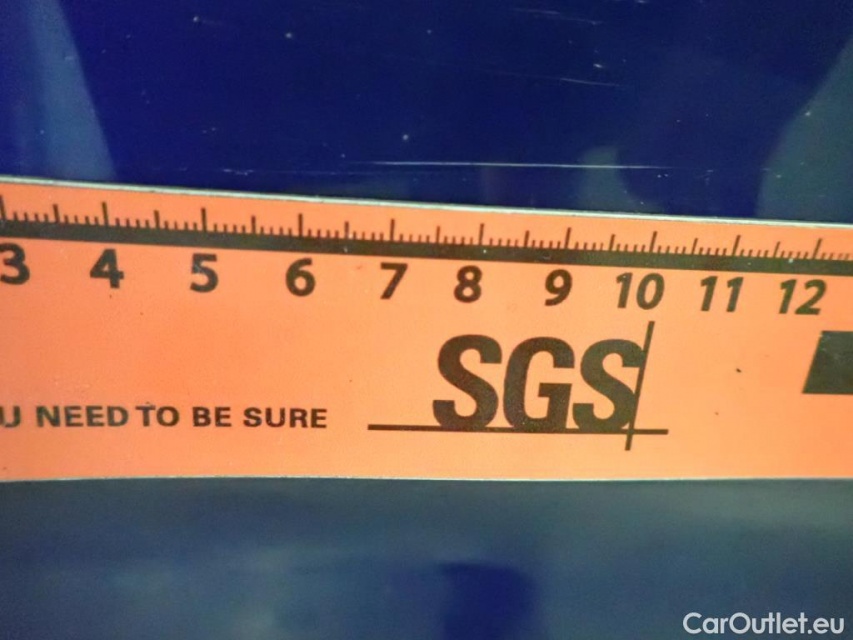 3 4 5 6 7 8 9 10 11 12
NEED TO BE SURE
SGS
CarOutlet.eu